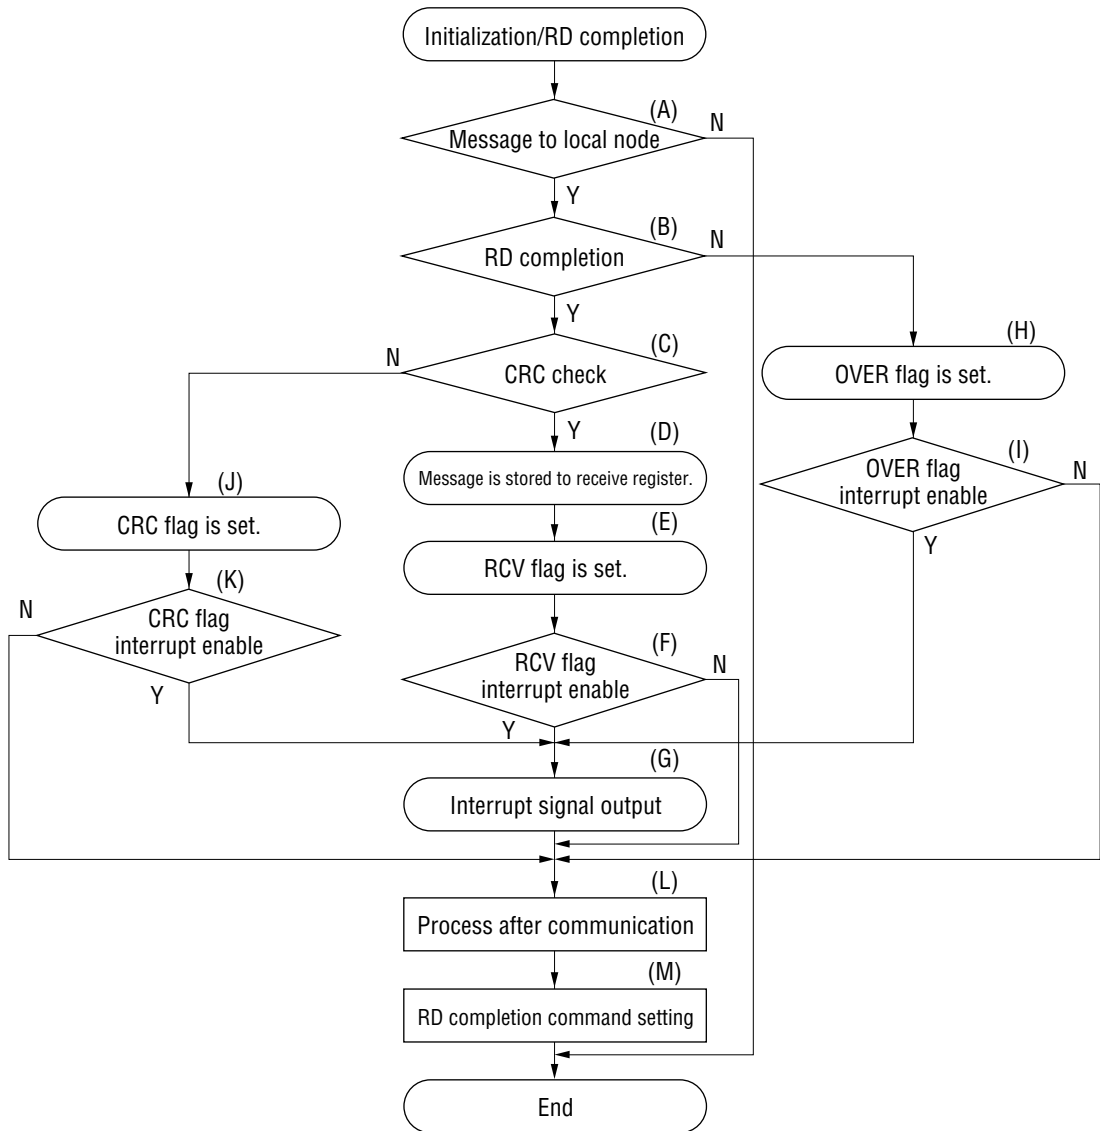 Initialization/RD completion
(A)
Message to local node
N
Y
(B)
RD completion
N
Y
(C)
CRC check
N
Y
(H)
OVER flag is set.
(I)
OVER flag
interrupt enable
N
Y
(D)
Message is stored to receive register.
(E)
RCV flag is set.
(J)
CRC flag is set.
(K)
CRC flag
interrupt enable
N
Y
(F)
RCV flag
interrupt enable
N
Y
(G)
Interrupt signal output
(L)
Process after communication
(M)
RD completion command setting
End